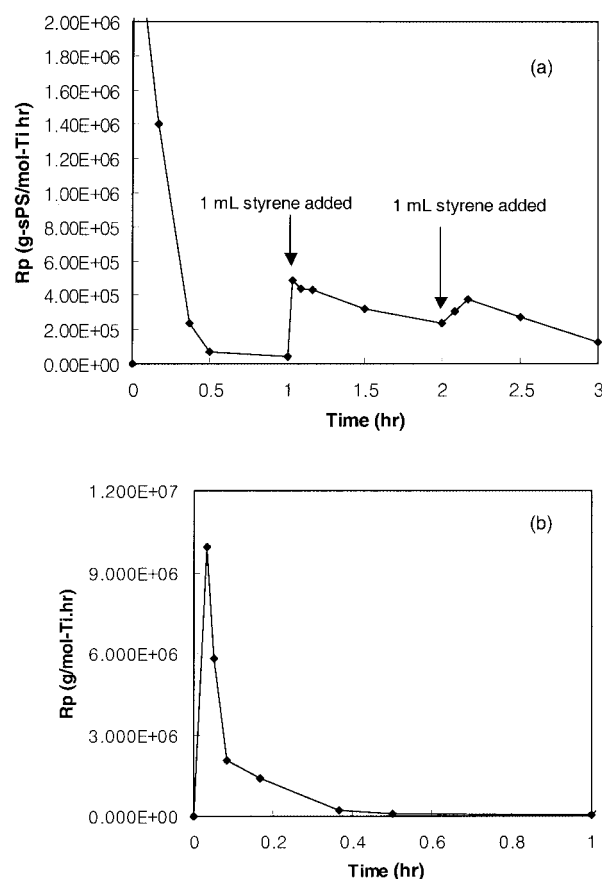 2.00E+06
1.80E+06
1.60E+06
1.40E+06
1.20E+06
1.00E+06
8.00E+05
6.00E+05
4.00E+05
2.00E+05
0.00E+00
Rp (g-sPS/mol-Ti hr)
(a)
1 mL styrene added
1 mL styrene added
0 0.5 1 1.5 2 2.5 3
Time (hr)
1.200E+07
9.000E+06
6.000E+06
3.000E+06
0.000E+00
Rp (g/mol-Ti.hr)
(b)
0 0.2 0.4 0.6 0.8 1
Time (hr)